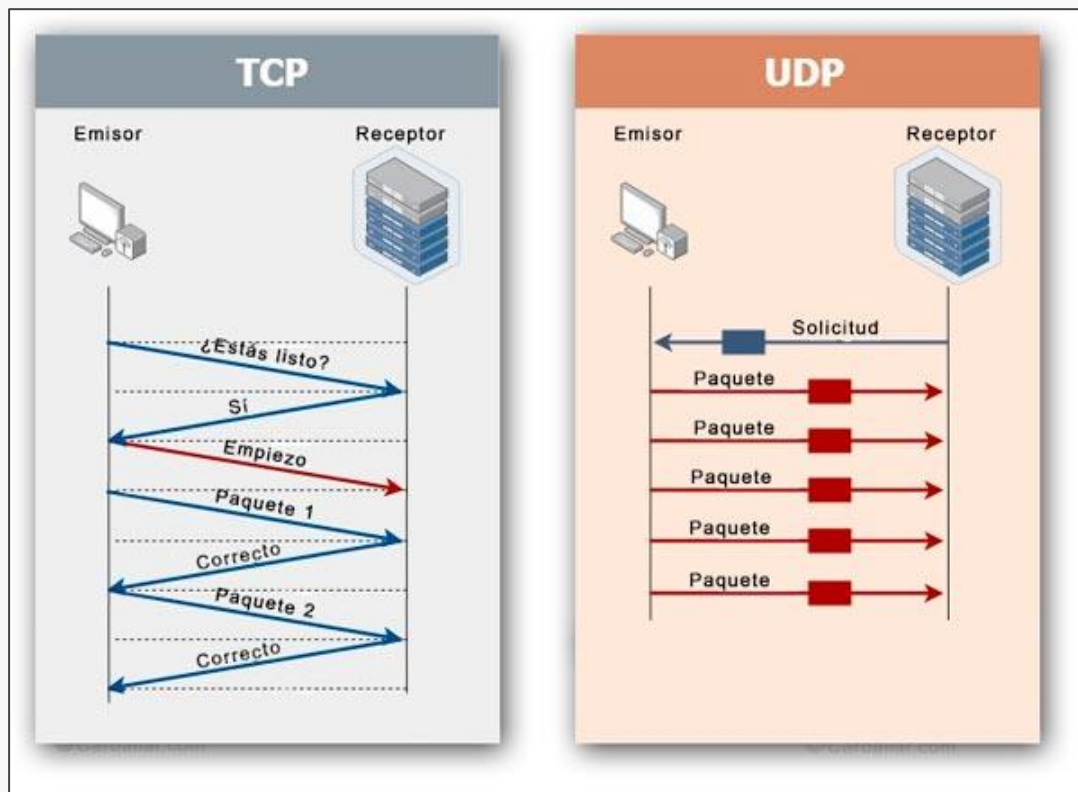 TCP
Emisor
Receptor
¿Estás listo?
Sí
Empiezo
Paquete 1
Correcto
Paquete 2
Correcto
UDP
Emisor
Receptor
Solicitud
Paquete
Paquete
Paquete
Paquete
Paquete